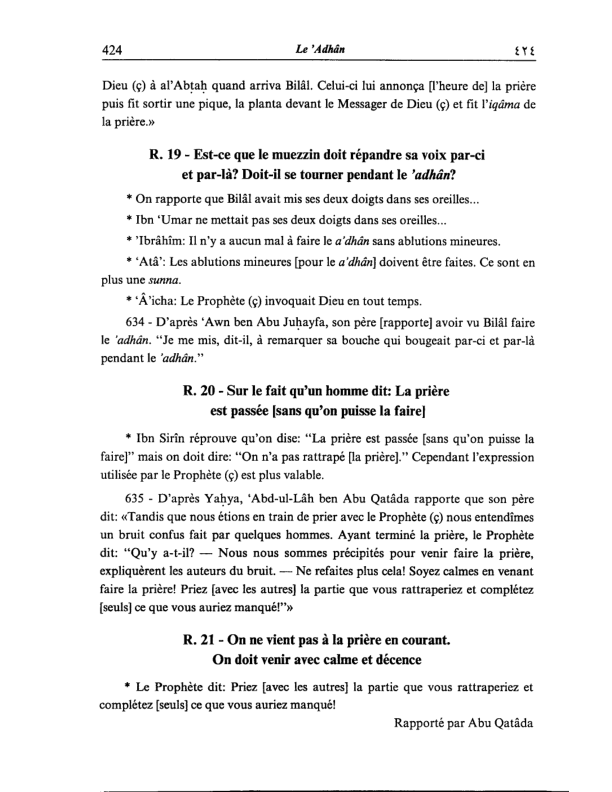 424 Le 'Adhân ٤٢٤
Dieu (ç) à al'Abṭaḥ quand arriva Bilâl. Celui-ci lui annonça [l'heure de] la prière
puis fit sortir une pique, la planta devant le Messager de Dieu (ç) et fit l'iqâma de
la prière.»
R. 19 - Est-ce que le muezzin doit répandre sa voix par-ci
et par-là? Doit-il se tourner pendant le 'adhân?
* On rapporte que Bilâl avait mis ses deux doigts dans ses oreilles...
* Ibn ‘Umar ne mettait pas ses deux doigts dans ses oreilles...
* 'Ibrâhîm: Il n'y a aucun mal à faire le a'dhân sans ablutions mineures.
* ‘Atâ’: Les ablutions mineures [pour le a'dhân] doivent être faites. Ce sont en
plus une sunna.
* ‘Â'icha: Le Prophète (ç) invoquait Dieu en tout temps.
634 - D'après ‘Awn ben Abu Juḥayfa, son père [rapporte] avoir vu Bilâl faire
le 'adhân. “Je me mis, dit-il, à remarquer sa bouche qui bougeait par-ci et par-là
pendant le 'adhân.”
R. 20 - Sur le fait qu'un homme dit: La prière
est passée [sans qu'on puisse la faire]
* Ibn Sirîn réprouve qu'on dise: “La prière est passée [sans qu'on puisse la
faire]” mais on doit dire: “On n'a pas rattrapé [la prière].” Cependant l'expression
utilisée par le Prophète (ç) est plus valable.
635 - D'après Yaḥya, ‘Abd-ul-Lâh ben Abu Qatâda rapporte que son père
dit: «Tandis que nous étions en train de prier avec le Prophète (ç) nous entendîmes
un bruit confus fait par quelques hommes. Ayant terminé la prière, le Prophète
dit: “Qu'y a-t-il? — Nous nous sommes précipités pour venir faire la prière,
expliquèrent les auteurs du bruit. — Ne refaites plus cela! Soyez calmes en venant
faire la prière! Priez [avec les autres] la partie que vous rattraperiez et complétez
[seuls] ce que vous auriez manqué!”»
R. 21 - On ne vient pas à la prière en courant.
On doit venir avec calme et décence
* Le Prophète dit: Priez [avec les autres] la partie que vous rattraperiez et
complétez [seuls] ce que vous auriez manqué!
Rapporté par Abu Qatâda